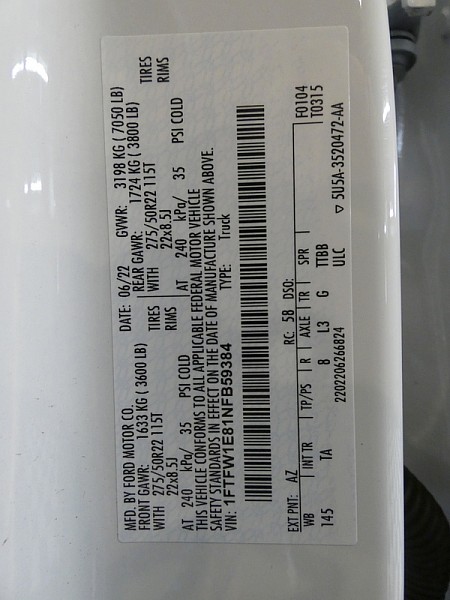 MFD. BY FORD MOTOR CO. DATE: 06/22 GVWR: 3198 KG (7050 LB)
FRONT GAWR: 1633 KG (3600 LB) REAR GAWR: 1724 KG (3800 LB)
WITH 275/50R22 115T TIRES WITH 275/50R22 115T TIRES
22x8.5J RIMS 22x8.5J RIMS
AT 240 kPa/ 35 PSI COLD AT 240 kPa/ 35 PSI COLD
THIS VEHICLE CONFORMS TO ALL APPLICABLE FEDERAL MOTOR VEHICLE
SAFETY STANDARDS IN EFFECT ON THE DATE OF MANUFACTURE SHOWN ABOVE.
VIN: 1FTFW1E81NFB59384 TYPE: Truck
EXT PNT: AZ RC: 5B DSO: F0104
WB INT TR TP/PS R AXLE TR SPR T0315
145 TA 8 L3 G TTBB
2202206266824 ULC ▽ 5U5A-3520472-AA